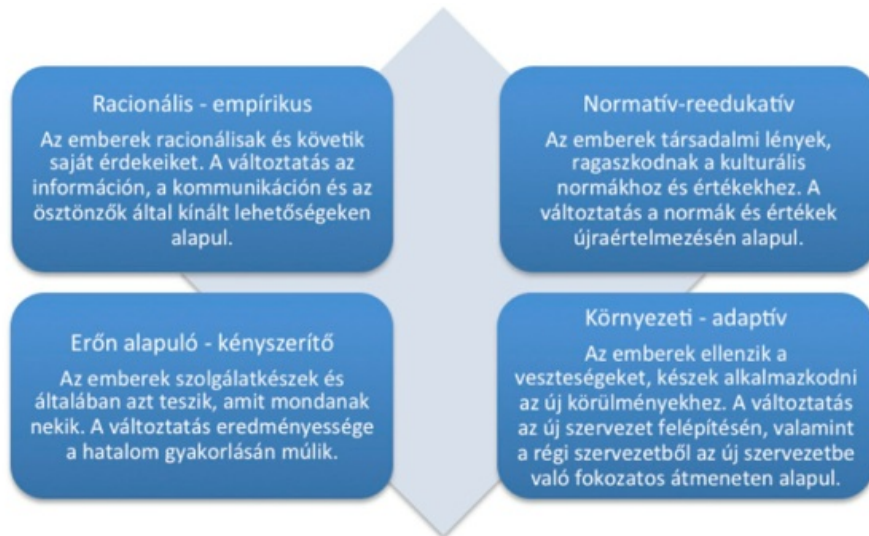 Racionális - empírikus
Az emberek racionálisak és követik
saját érdekeiket. A változtatás az
információn, a kommunikáción és az
ösztönzők által kínált lehetőségeken
alapul.
Normatív-reedukatív
Az emberek társadalmi lények,
ragaszkodnak a kulturális
normákhoz és értékekhez. A
változtatás a normák és értékek
újraértelmezésén alapul.
Erőn alapuló - kényszerítő
Az emberek szolgálatkészek és
általában azt teszik, amit mondanak
nekik. A változtatás eredményessége
a hatalom gyakorlásán múlik.
Környezeti - adaptív
Az emberek ellenzik a
veszteségeket, készek alkalmazkodni
az új körülményekhez. A változtatás
az új szervezet felépítésén, valamint
a régi szervezetből az új szervezetbe
való fokozatos átmeneten alapul.